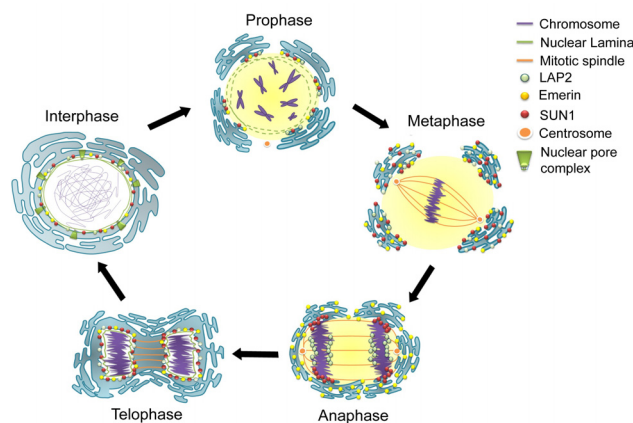 Prophase
Chromosome
Nuclear Lamina
Mitotic spindle
LAP2
Emerin
SUN1
Centrosome
Nuclear pore
complex
Interphase
Metaphase
Telophase
Anaphase